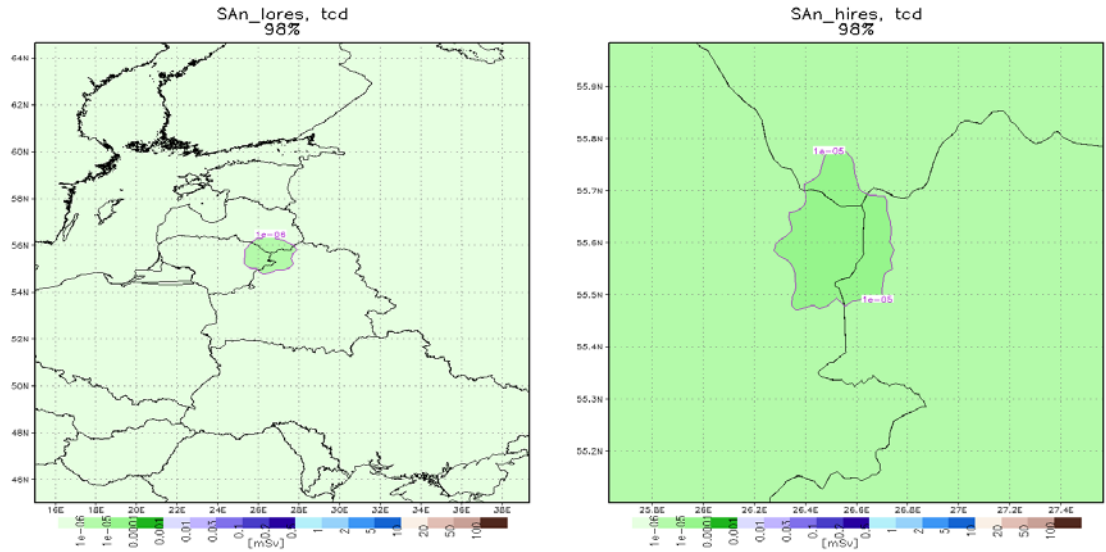 SAn_lores, tcd
98%
64N
62N
60N
58N
56N
54N
52N
50N
48N
46N
1e-06
16E 18E 20E 22E 24E 26E 28E 30E 32E 34E 36E 38E
1e-06 1e-05 0.0001 0.001 0.01 0.03 0.1 0.2 0.3 1 2 5 10 20 50 100
[mSv]
SAn_hires, tcd
98%
55.9N
55.8N
55.7N
55.6N
55.5N
55.4N
55.3N
55.2N
1e-05
1e-05
25.8E 26E 26.2E 26.4E 26.6E 26.8E 27E 27.2E 27.4E
1e-06 1e-05 0.0001 0.001 0.01 0.03 0.1 0.2 0.3 1 2 5 10 20 50 100
[mSv]